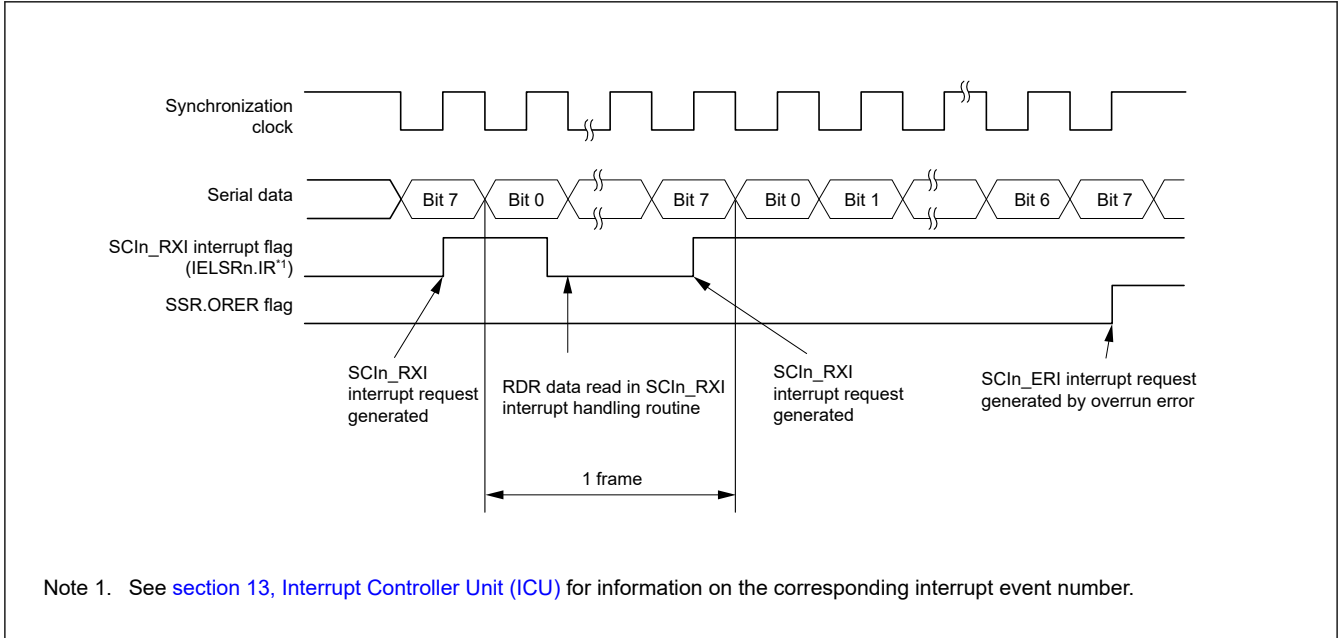 Synchronization
clock
Serial data
Bit 7
Bit 0
Bit 7
Bit 0
Bit 1
Bit 6
Bit 7
SCIn_RXI interrupt flag
(IELSRn.IR*1)
SSR.ORER flag
SCIn_RXI
interrupt request
generated
RDR data read in SCIn_RXI
interrupt handling routine
SCIn_RXI
interrupt request
generated
SCIn_ERI interrupt request
generated by overrun error
1 frame
Note 1. See section 13, Interrupt Controller Unit (ICU) for information on the corresponding interrupt event number.